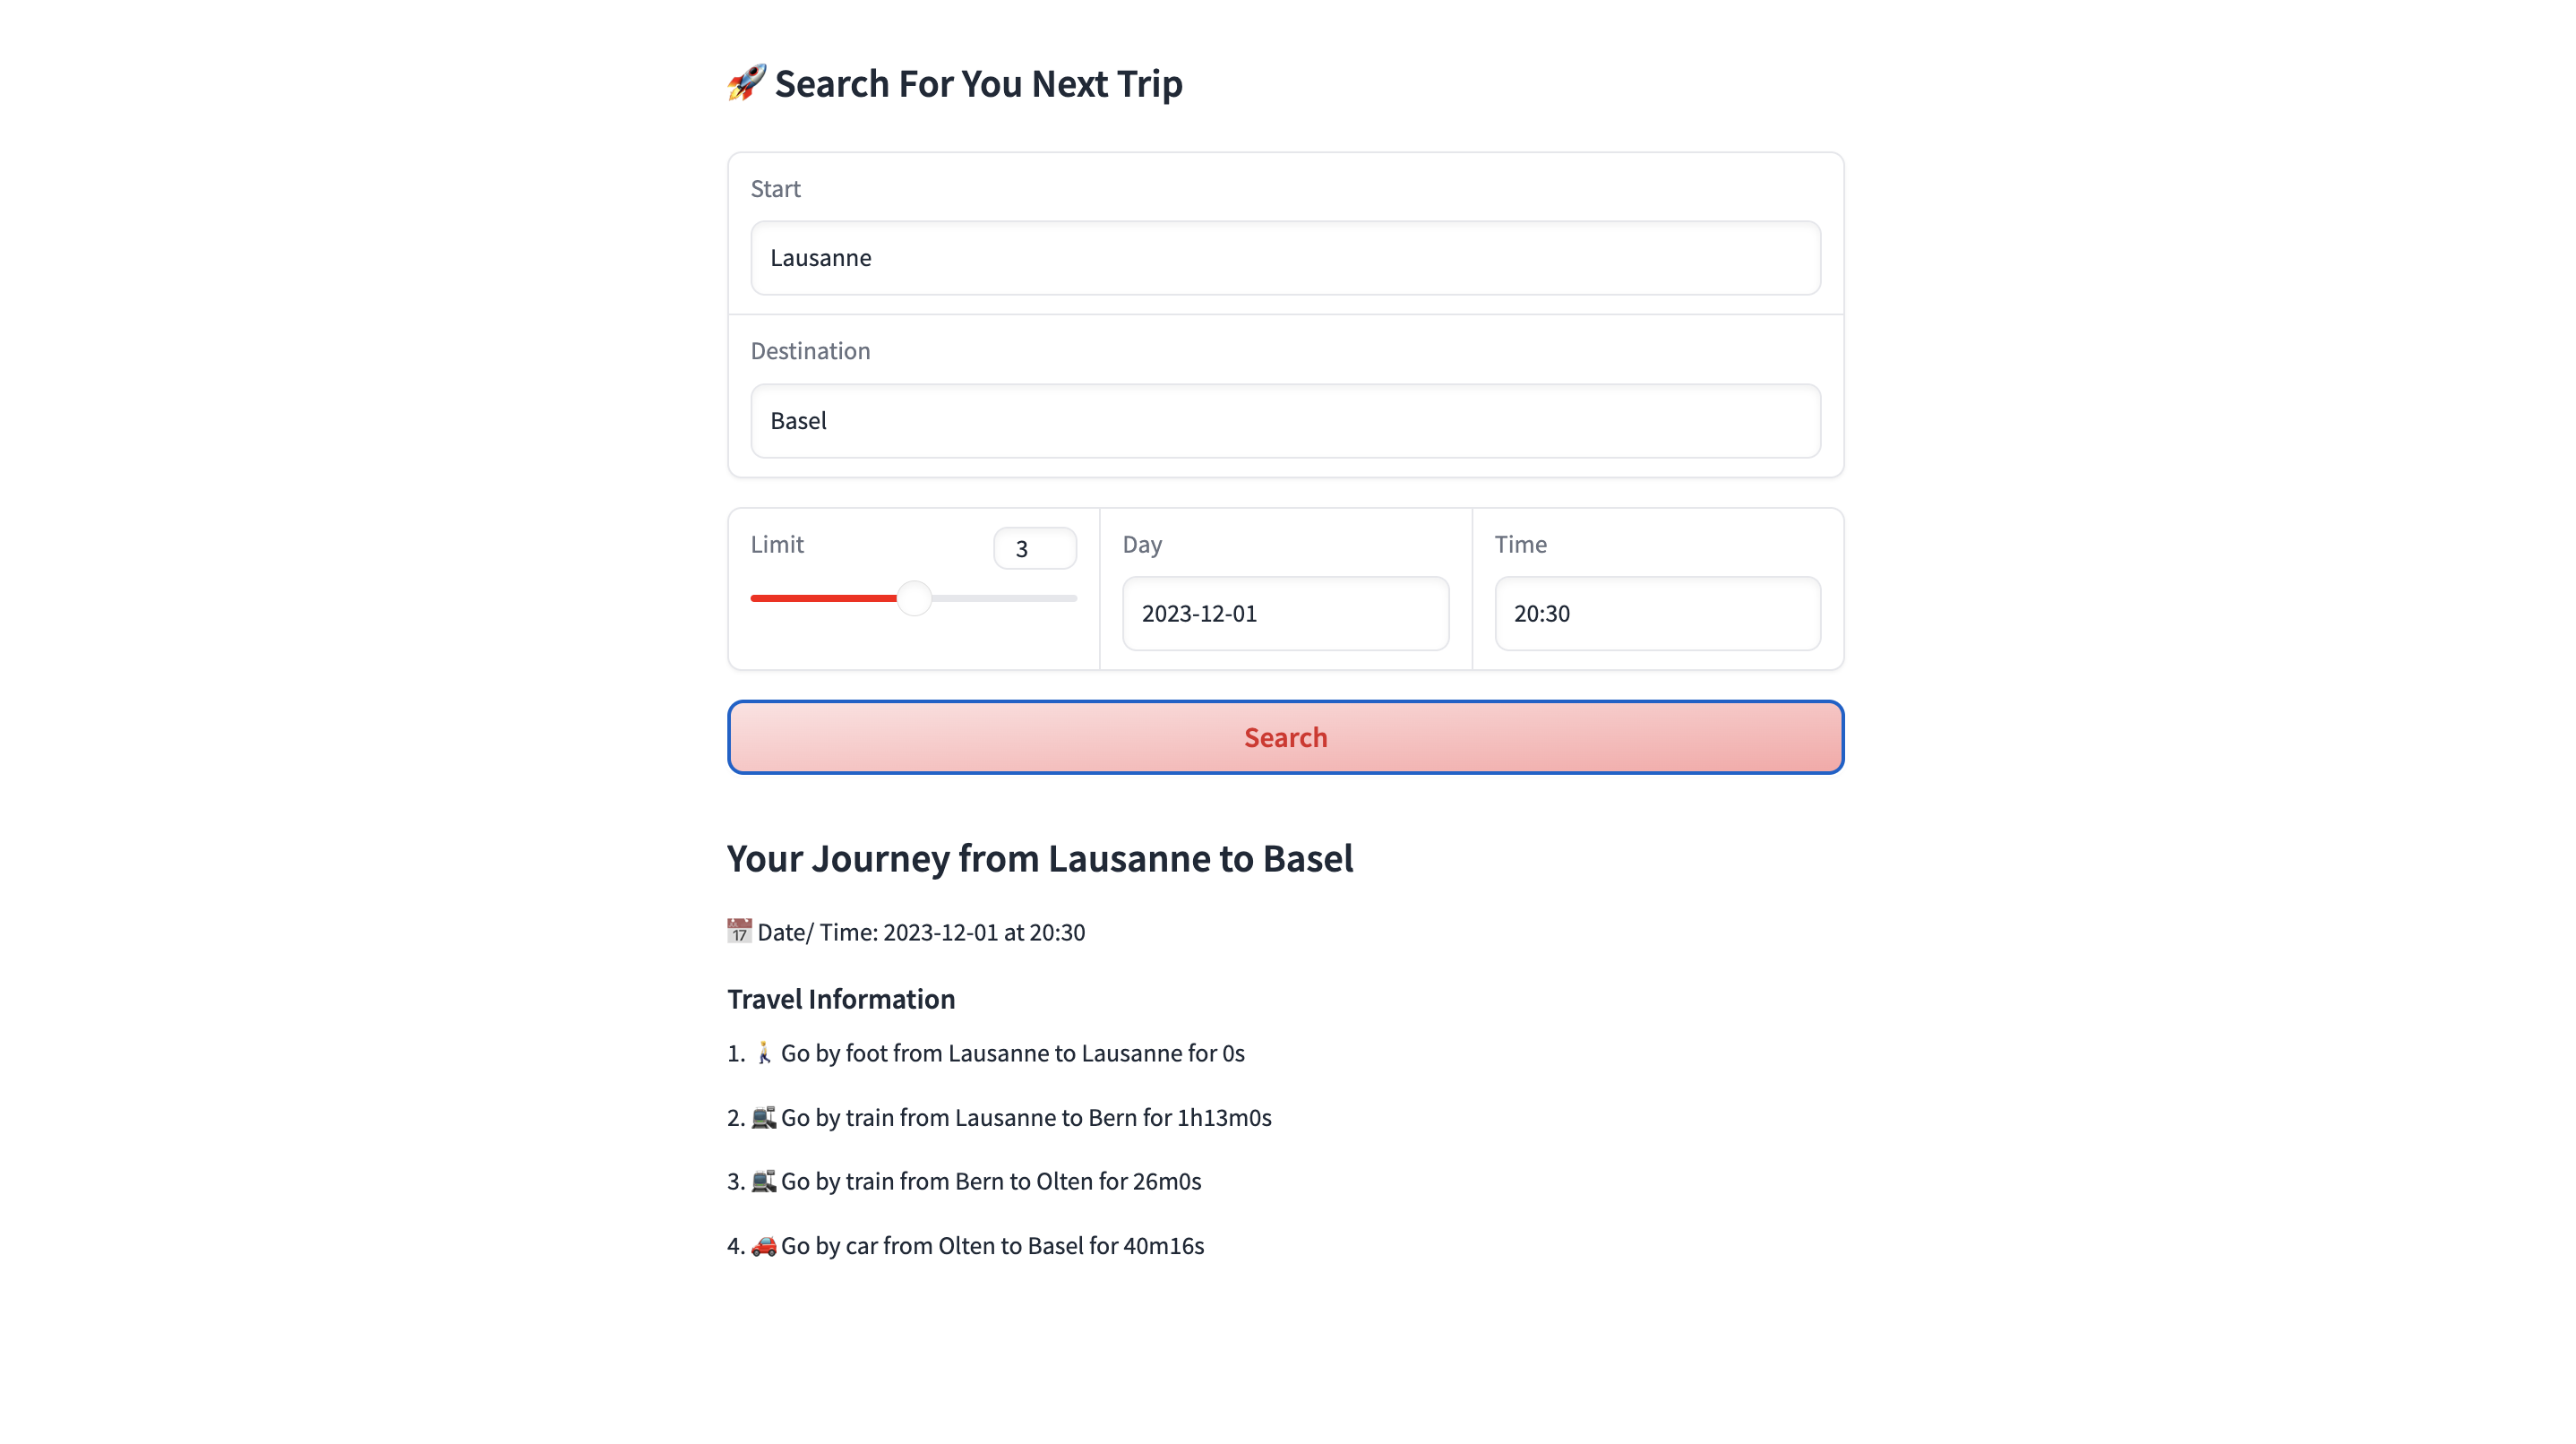 🚀 Search For You Next Trip
Start
Lausanne
Destination
Basel
Limit
3
Day
2023-12-01
Time
20:30
Search
Your Journey from Lausanne to Basel
📅 Date/ Time: 2023-12-01 at 20:30
Travel Information
1. 🚶 Go by foot from Lausanne to Lausanne for 0s
2. 🚉 Go by train from Lausanne to Bern for 1h13m0s
3. 🚉 Go by train from Bern to Olten for 26m0s
4. 🚗 Go by car from Olten to Basel for 40m16s